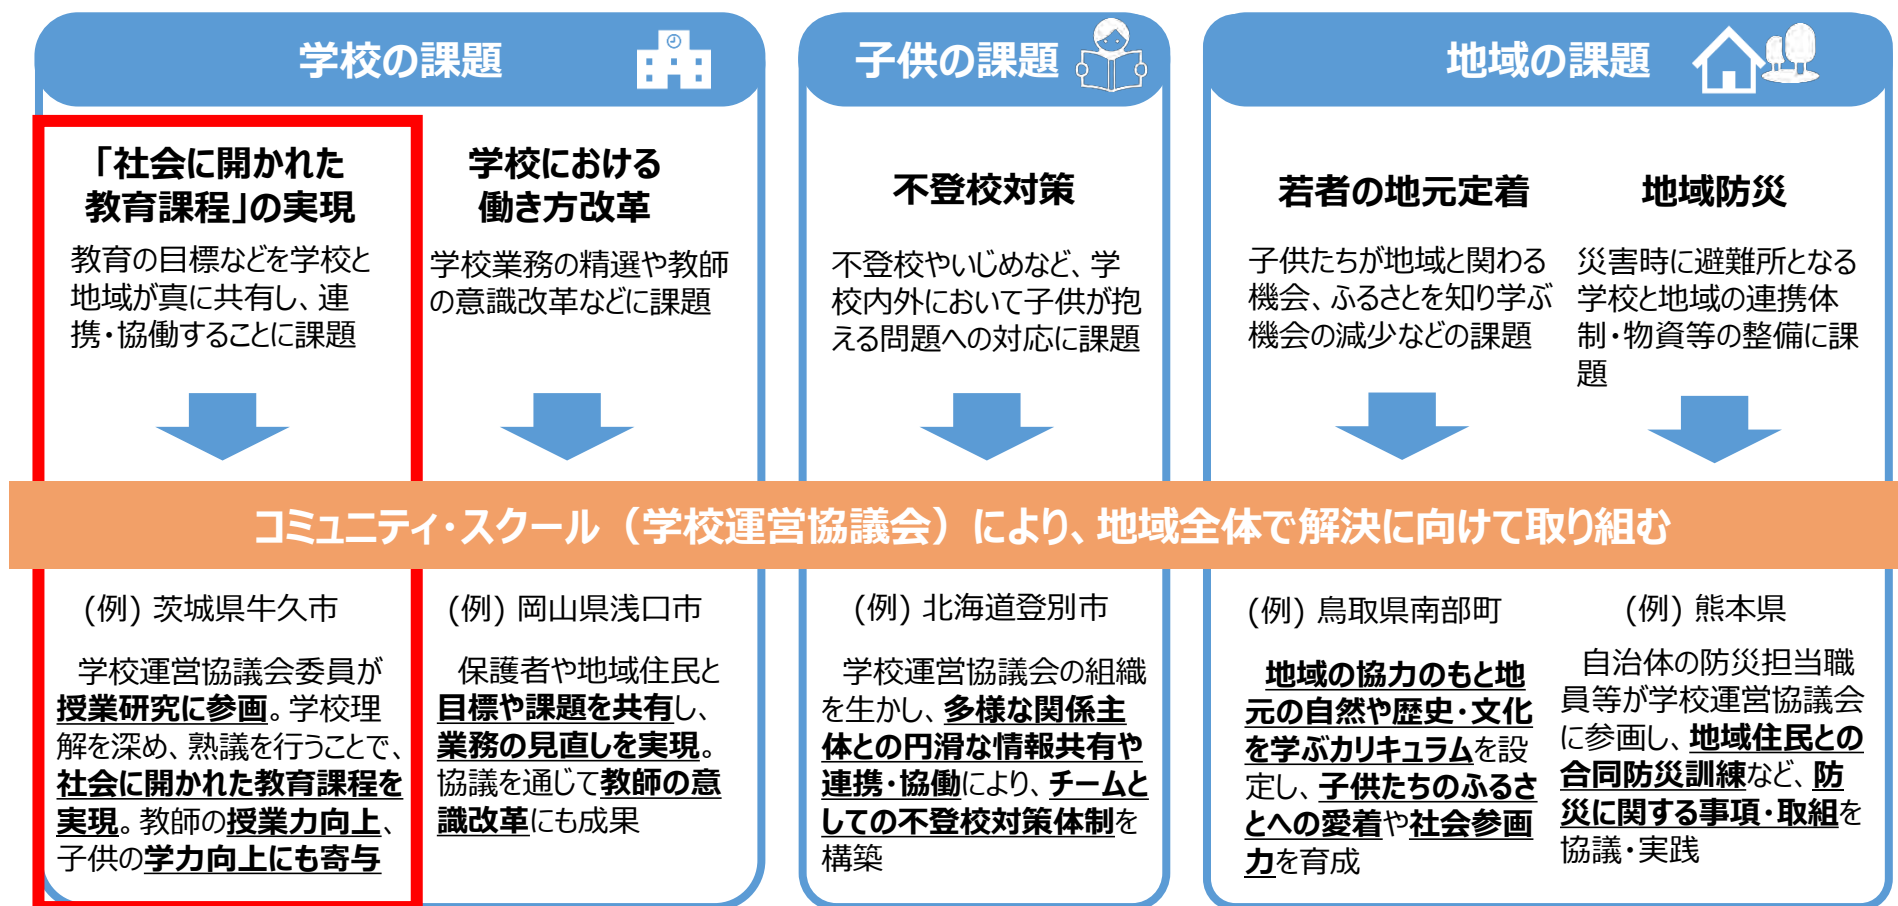 学校の課題
「社会に開かれた
教育課程」の実現
教育の目標などを学校と
地域が真に共有し、連
携・協働することに課題
学校における
働き方改革
学校業務の精選や教師
の意識改革などに課題
子供の課題
不登校対策
不登校やいじめなど、学
校内外において子供が抱
える問題への対応に課題
地域の課題
若者の地元定着
子供たちが地域と関わる
機会、ふるさとを知り学ぶ
機会の減少などの課題
地域防災
災害時に避難所となる
学校と地域の連携体
制・物資等の整備に課
題
コミュニティ・スクール（学校運営協議会）により、地域全体で解決に向けて取り組む
(例) 茨城県牛久市
学校運営協議会委員が
授業研究に参画。学校理
解を深め、熟議を行うことで、
社会に開かれた教育課程を
実現。教師の授業力向上、
子供の学力向上にも寄与
(例) 岡山県浅口市
保護者や地域住民と
目標や課題を共有し、
業務の見直しを実現。
協議を通じて教師の意
識改革にも成果
(例) 北海道登別市
学校運営協議会の組織
を生かし、多様な関係主
体との円滑な情報共有や
連携・協働により、チームと
しての不登校対策体制を
構築
(例) 鳥取県南部町
地域の協力のもと地
元の自然や歴史・文化
を学ぶカリキュラムを設
定し、子供たちのふるさ
とへの愛着や社会参画
力を育成
(例) 熊本県
自治体の防災担当職
員等が学校運営協議会
に参画し、地域住民との
合同防災訓練など、防
災に関する事項・取組を
協議・実践